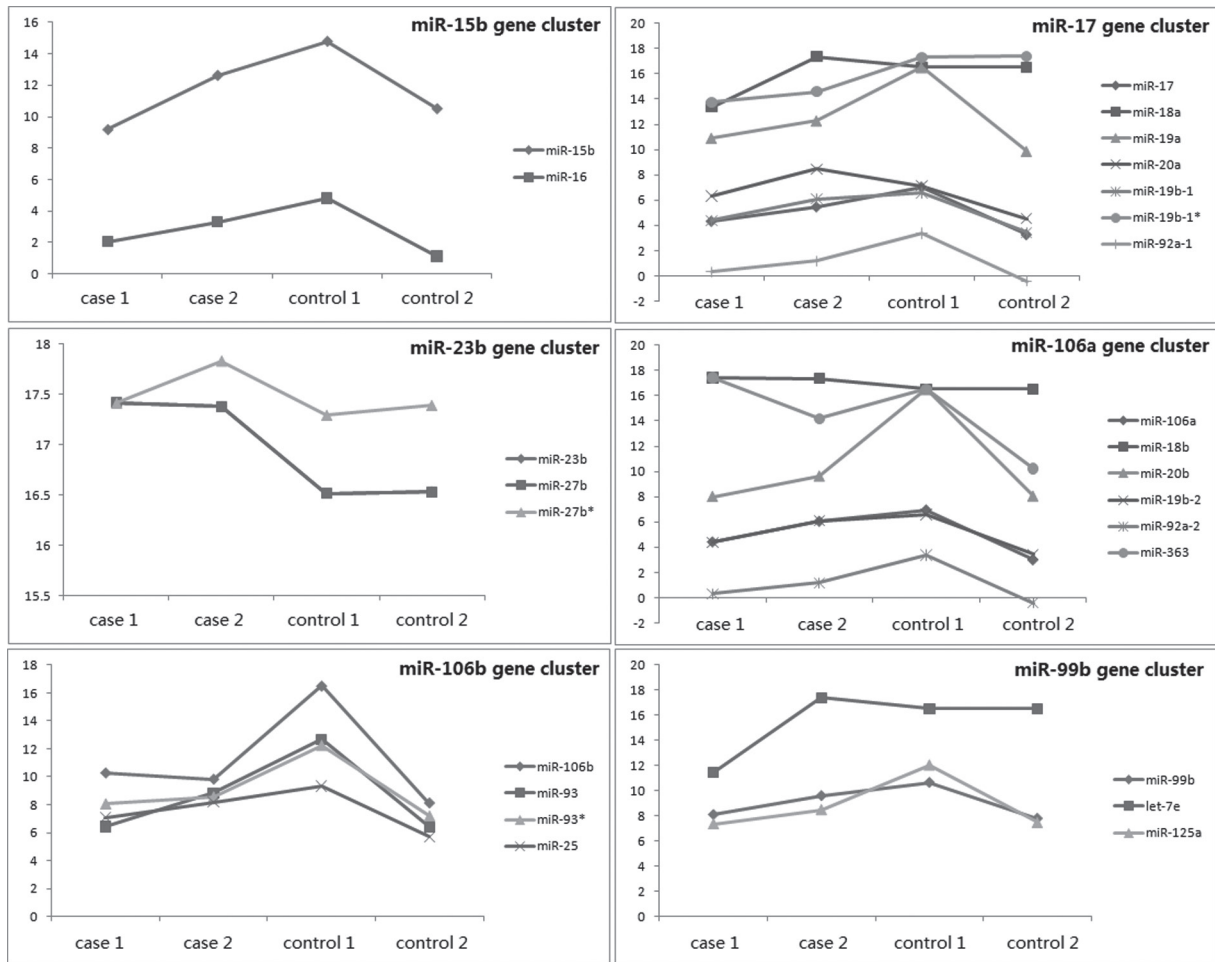 miR-15b gene cluster
16
14
12
10
8
6
4
2
0
case 1 case 2 control 1 control 2
miR-15b
miR-16
miR-17 gene cluster
20
18
16
14
12
10
8
6
4
2
0
-2
case 1 case 2 control 1 control 2
miR-17
miR-18a
miR-19a
miR-20a
miR-19b-1
miR-19b-1*
miR-92a-1
miR-23b gene cluster
18
17.5
17
16.5
16
15.5
case 1 case 2 control 1 control 2
miR-23b
miR-27b
miR-27b*
miR-106a gene cluster
20
18
16
14
12
10
8
6
4
2
0
-2
case 1 case 2 control 1 control 2
miR-106a
miR-18b
miR-20b
miR-19b-2
miR-92a-2
miR-363
miR-106b gene cluster
18
16
14
12
10
8
6
4
2
0
case 1 case 2 control 1 control 2
miR-106b
miR-93
miR-93*
miR-25
miR-99b gene cluster
20
18
16
14
12
10
8
6
4
2
0
case 1 case 2 control 1 control 2
miR-99b
let-7e
miR-125a